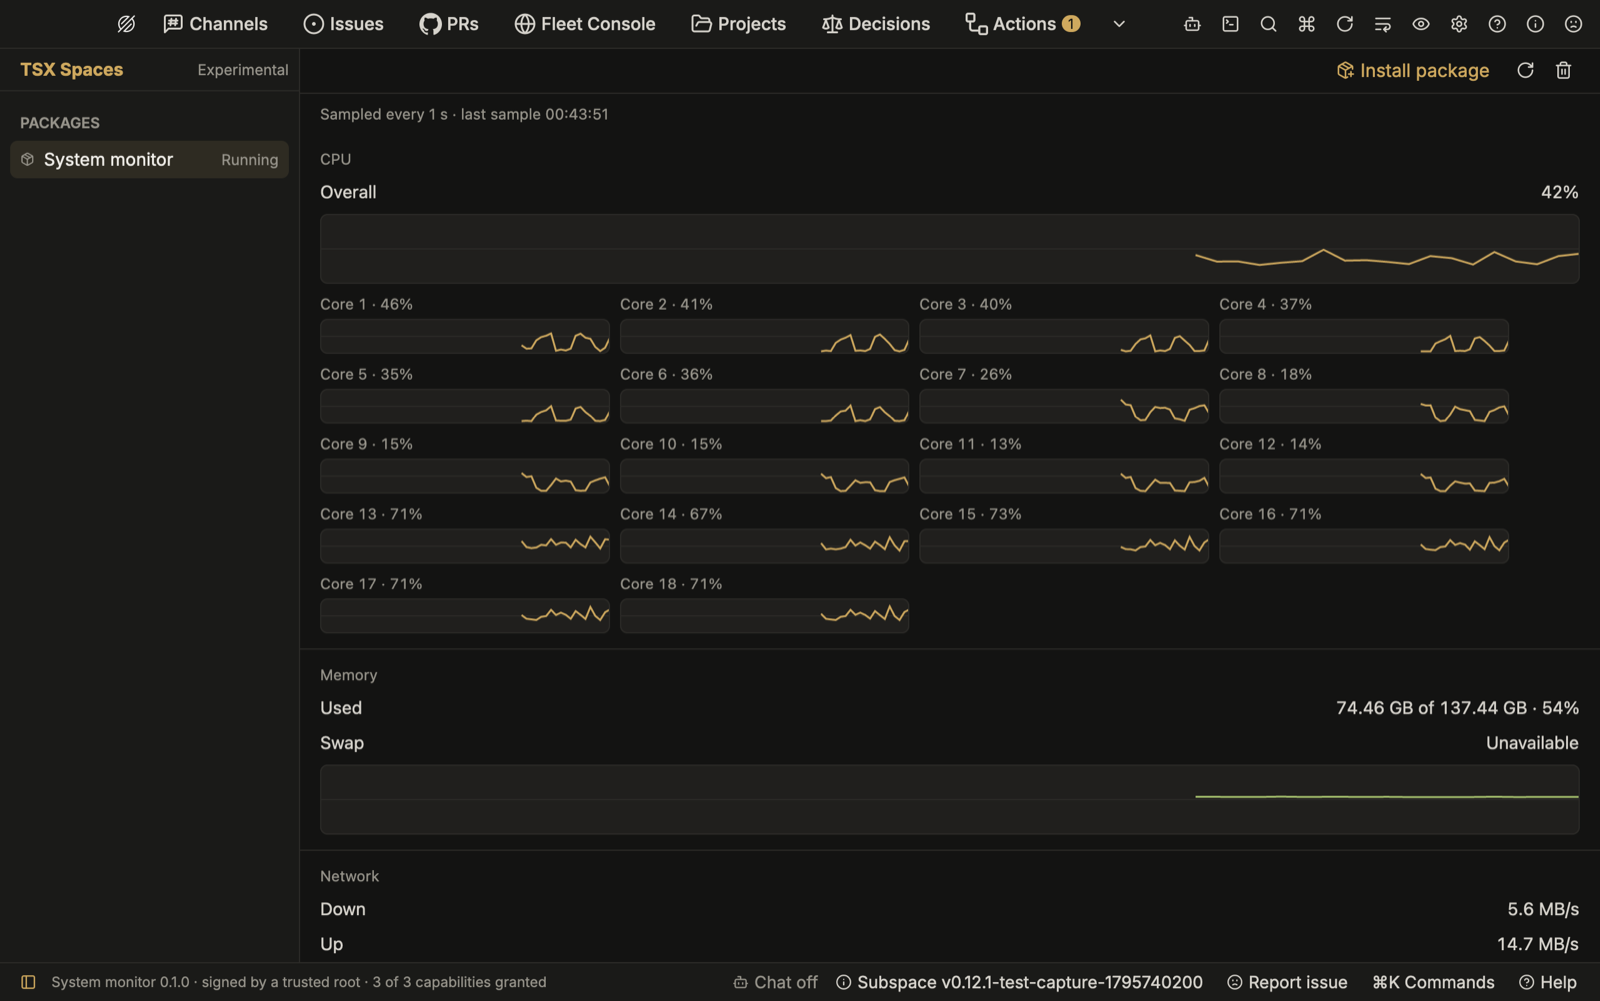 Channels Issues PRs Fleet Console Projects Decisions Actions 1
TSX Spaces Experimental
Install package
PACKAGES
System monitor Running
Sampled every 1 s · last sample 00:43:51
CPU
Overall 42%
Core 1 · 46% Core 2 · 41% Core 3 · 40% Core 4 · 37%
Core 5 · 35% Core 6 · 36% Core 7 · 26% Core 8 · 18%
Core 9 · 15% Core 10 · 15% Core 11 · 13% Core 12 · 14%
Core 13 · 71% Core 14 · 67% Core 15 · 73% Core 16 · 71%
Core 17 · 71% Core 18 · 71%
Memory
Used 74.46 GB of 137.44 GB · 54%
Swap Unavailable
Network
Down 5.6 MB/s
Up 14.7 MB/s
System monitor 0.1.0 · signed by a trusted root · 3 of 3 capabilities granted Chat off Subspace v0.12.1-test-capture-1795740200 Report issue ⌘K Commands Help